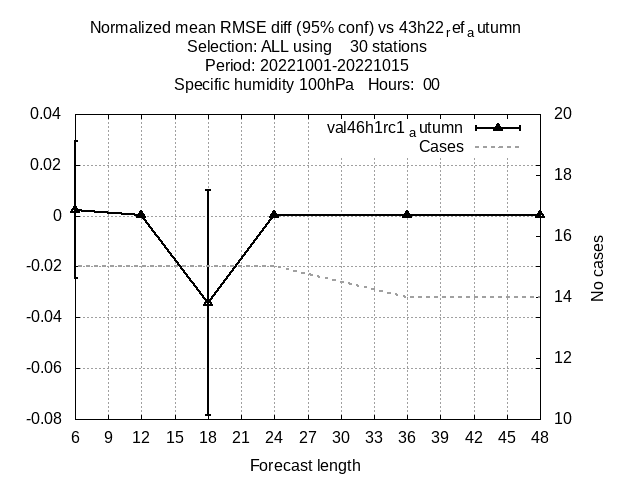 Normalized mean RMSE diff (95% conf) vs 43h22refautumn
Selection: ALL using 30 stations
Period: 20221001-20221015
Specific humidity 100hPa Hours: 00
val46h1rc1autumn
Cases
0.04
0.02
0
-0.02
-0.04
-0.06
-0.08
20
18
16
14
12
10
No cases
6 9 12 15 18 21 24 27 30 33 36 39 42 45 48
Forecast length